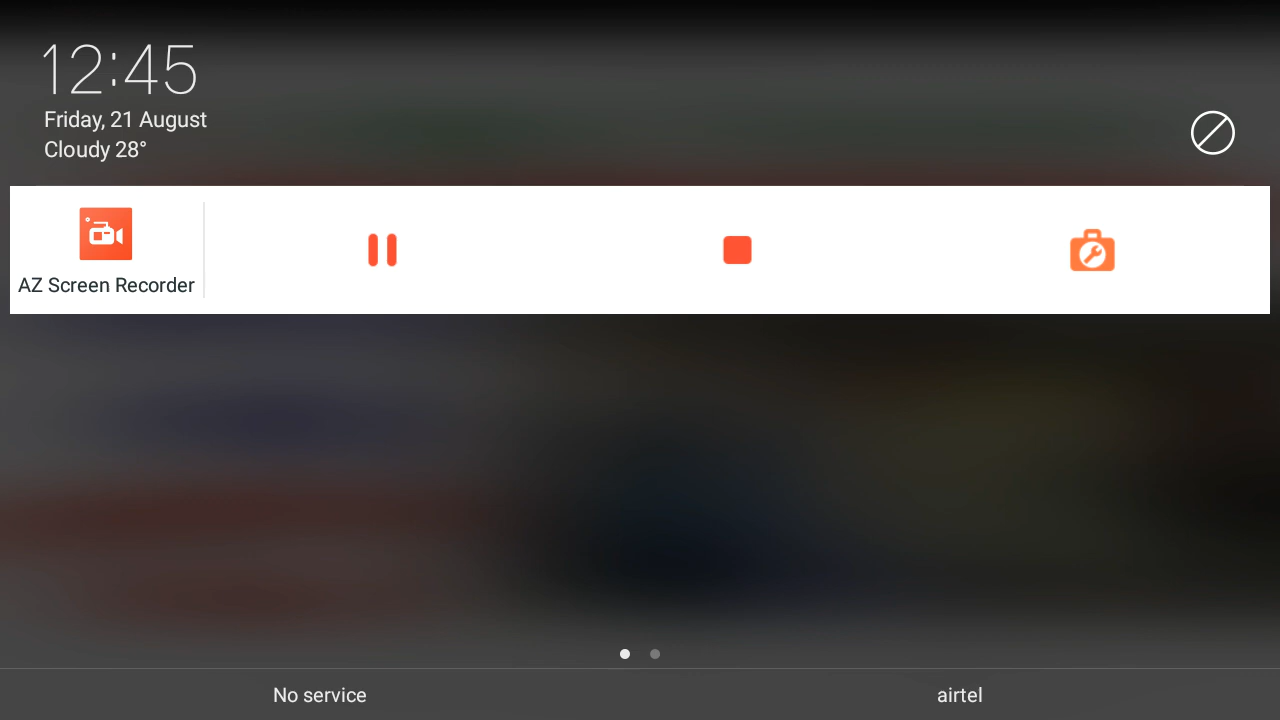 12:45
Friday, 21 August
Cloudy 28°
AZ Screen Recorder
No service
airtel